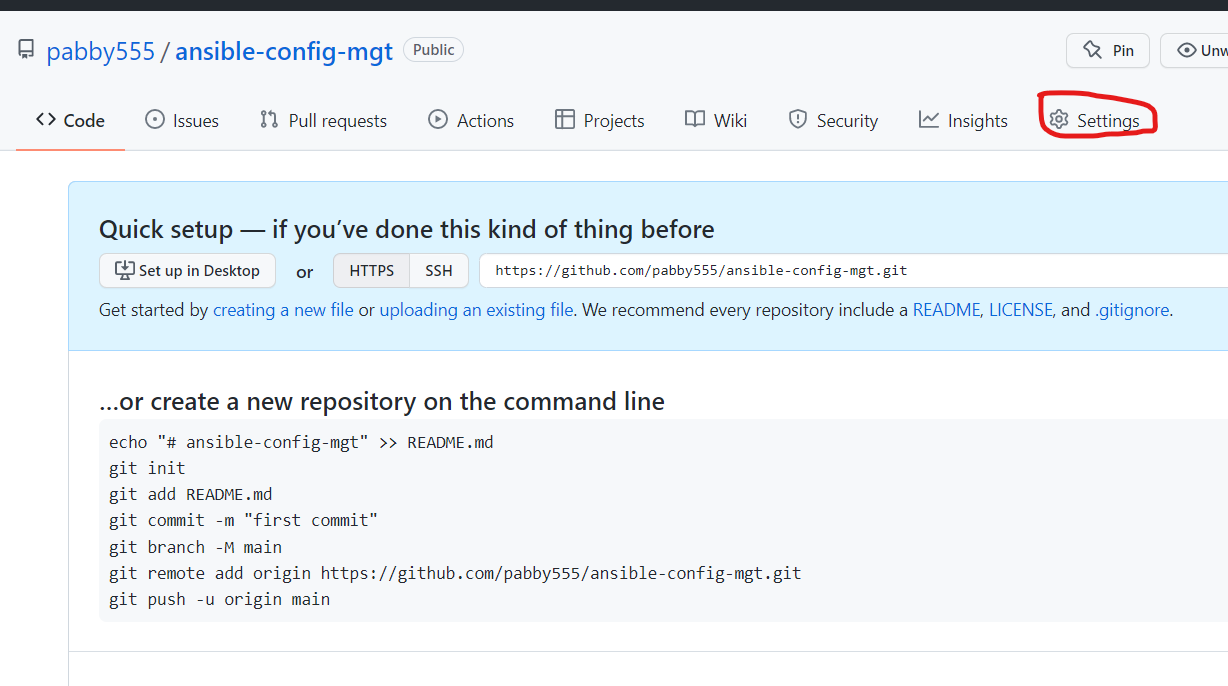 pabby555 / ansible-config-mgt Public
Pin
Code Issues Pull requests Actions Projects Wiki Security Insights Settings
Quick setup — if you’ve done this kind of thing before
Set up in Desktop or HTTPS SSH https://github.com/pabby555/ansible-config-mgt.git
Get started by creating a new file or uploading an existing file. We recommend every repository include a README, LICENSE, and .gitignore.
…or create a new repository on the command line
echo "# ansible-config-mgt" >> README.md
git init
git add README.md
git commit -m "first commit"
git branch -M main
git remote add origin https://github.com/pabby555/ansible-config-mgt.git
git push -u origin main